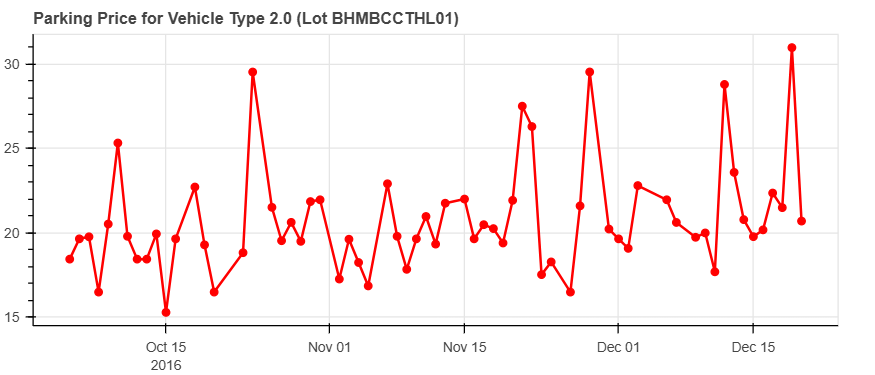 Parking Price for Vehicle Type 2.0 (Lot BHMBCCTHL01)
30
25
20
15
Oct 15 Nov 01 Nov 15 Dec 01 Dec 15
2016